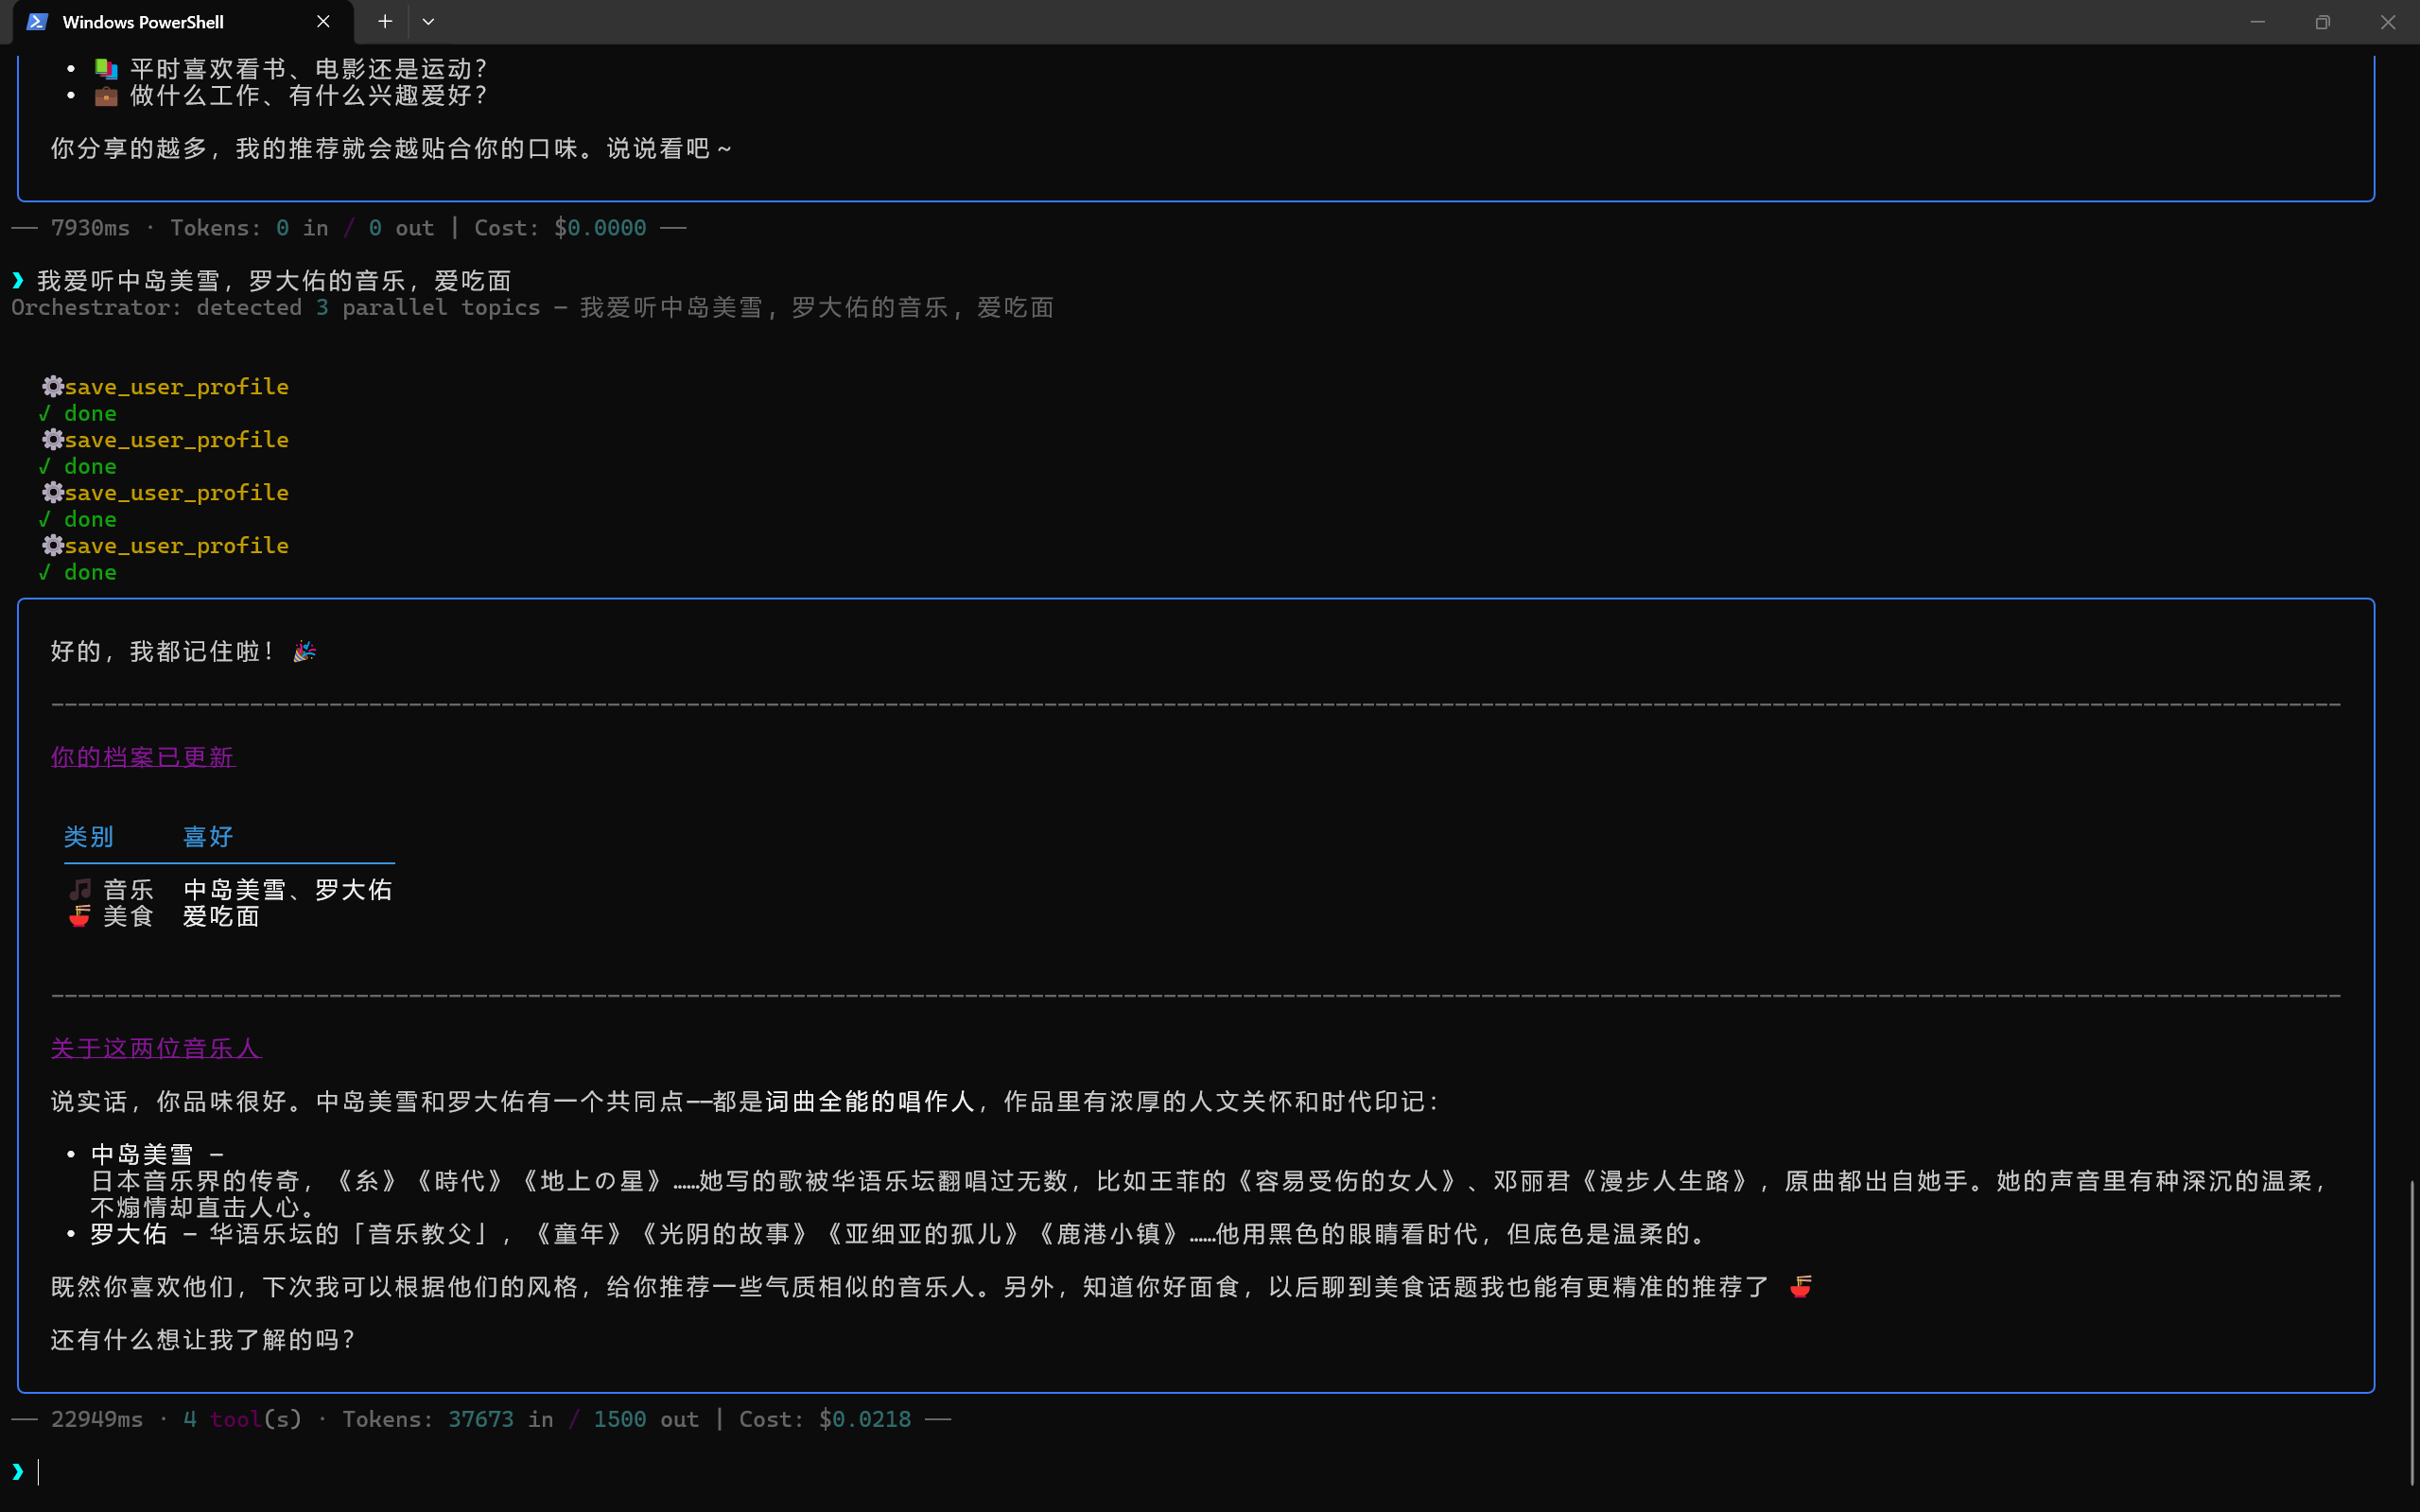 Windows PowerShell
• 📚 平时喜欢看书、电影还是运动？
• 💼 做什么工作、有什么兴趣爱好？
你分享的越多，我的推荐就会越贴合你的口味。说说看吧～
── 7930ms · Tokens: 0 in / 0 out | Cost: $0.0000 ──
❯ 我爱听中岛美雪，罗大佑的音乐，爱吃面
Orchestrator: detected 3 parallel topics — 我爱听中岛美雪，罗大佑的音乐，爱吃面
⚙save_user_profile
√ done
⚙save_user_profile
√ done
⚙save_user_profile
√ done
⚙save_user_profile
√ done
好的，我都记住啦！ 🎉
你的档案已更新
类别 喜好
🎵 音乐 中岛美雪、罗大佑
🍜 美食 爱吃面
关于这两位音乐人
说实话，你品味很好。中岛美雪和罗大佑有一个共同点——都是词曲全能的唱作人，作品里有浓厚的人文关怀和时代印记：
• 中岛美雪 —
日本音乐界的传奇，《糸》《時代》《地上の星》……她写的歌被华语乐坛翻唱过无数，比如王菲的《容易受伤的女人》、邓丽君《漫步人生路》，原曲都出自她手。她的声音里有种深沉的温柔，
不煽情却直击人心。
• 罗大佑 — 华语乐坛的「音乐教父」，《童年》《光阴的故事》《亚细亚的孤儿》《鹿港小镇》……他用黑色的眼睛看时代，但底色是温柔的。
既然你喜欢他们，下次我可以根据他们的风格，给你推荐一些气质相似的音乐人。另外，知道你好面食，以后聊到美食话题我也能有更精准的推荐了 🍜
还有什么想让我了解的吗？
── 22949ms · 4 tool(s) · Tokens: 37673 in / 1500 out | Cost: $0.0218 ──
❯